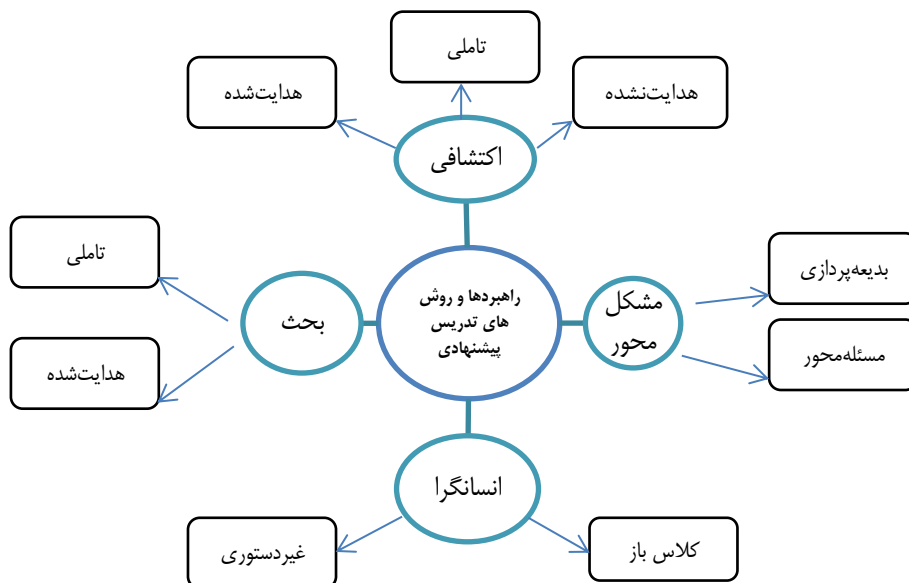 تاملی
هدایت‌نشده
هدایت‌شده
اکتشافی
تاملی
بدیعه‌پردازی
راهبردها و روش
های تدریس
پیشنهادی
مشکل
محور
بحث
مسئله‌محور
هدایت‌شده
انسانگرا
کلاس باز
غیردستوری